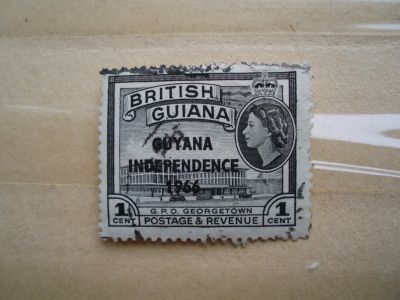 BRITISH
GUIANA
GUYANA
INDEPENDENCE
1966
1 CENT
G.P.O. GEORGETOWN
POSTAGE & REVENUE
1 CENT